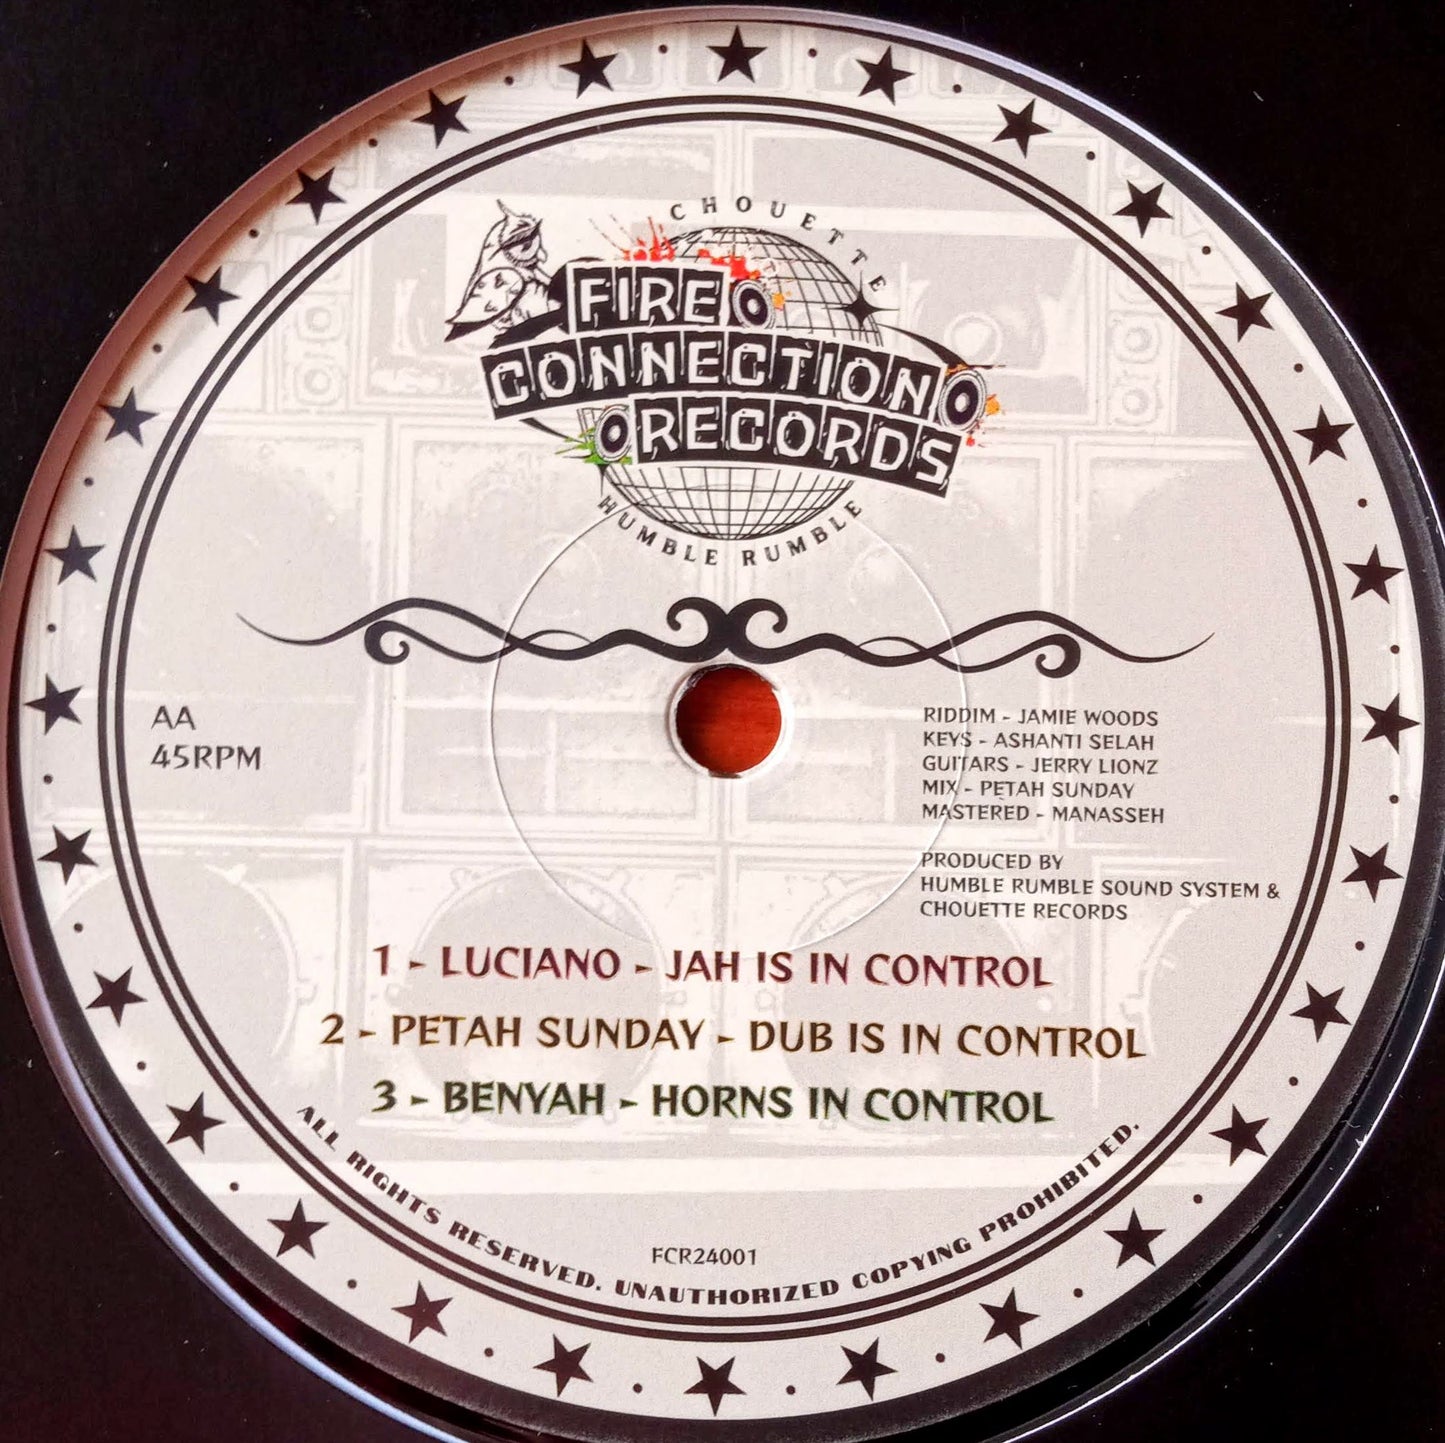 CHOUETTE
FIRE
CONNECTION
RECORDS
HUMBLE RUMBLE
AA
45RPM
RIDDIM - JAMIE WOODS
KEYS - ASHANTI SELAH
GUITARS - JERRY LIONZ
MIX - PETAH SUNDAY
MASTERED - MANASSEH
PRODUCED BY
HUMBLE RUMBLE SOUND SYSTEM &
CHOUETTE RECORDS
1 - LUCIANO - JAH IS IN CONTROL
2 - PETAH SUNDAY - DUB IS IN CONTROL
3 - BENYAH - HORNS IN CONTROL
FCR24001
ALL RIGHTS RESERVED. UNAUTHORIZED COPYING PROHIBITED.